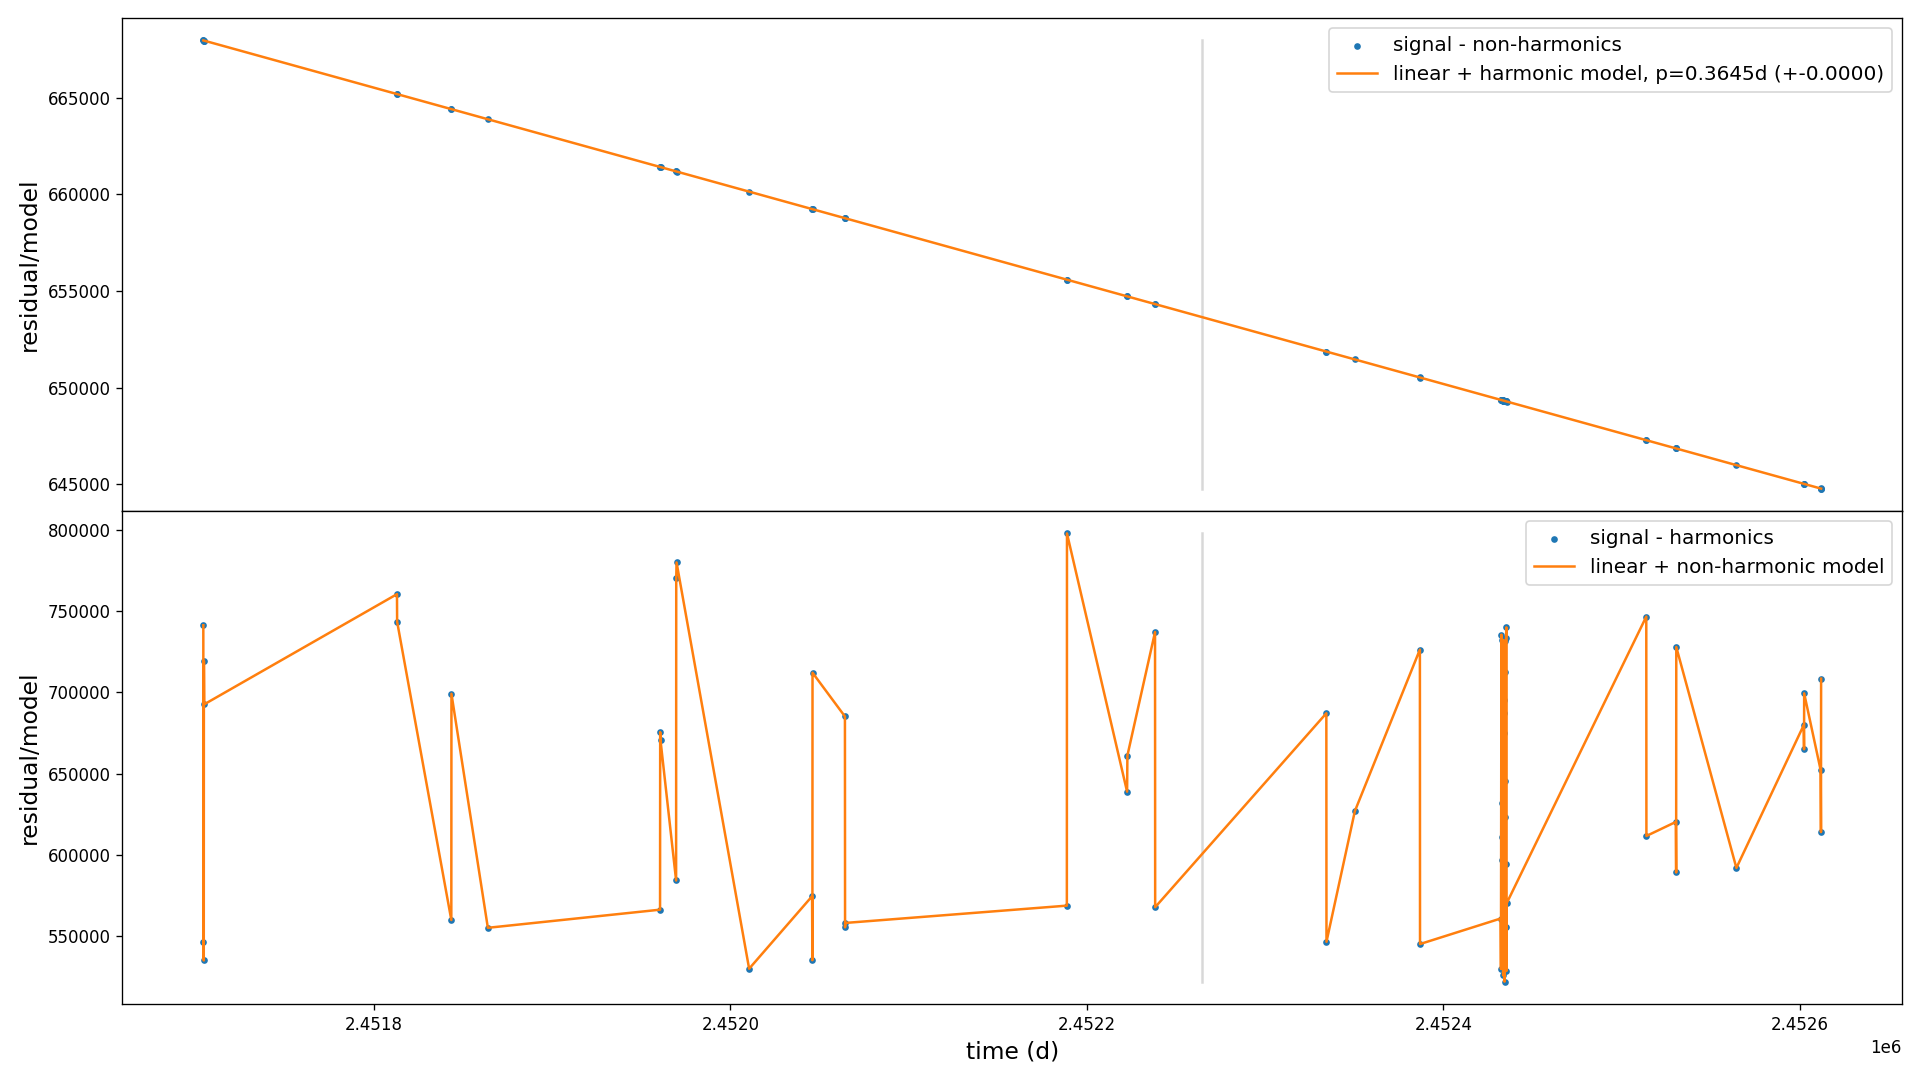 signal - non-harmonics
linear + harmonic model, p=0.3645d (+-0.0000)
665000
660000
655000
650000
645000
residual/model
signal - harmonics
linear + non-harmonic model
800000
750000
700000
650000
600000
550000
residual/model
2.4518
2.4520
2.4522
2.4524
2.4526
1e6
time (d)